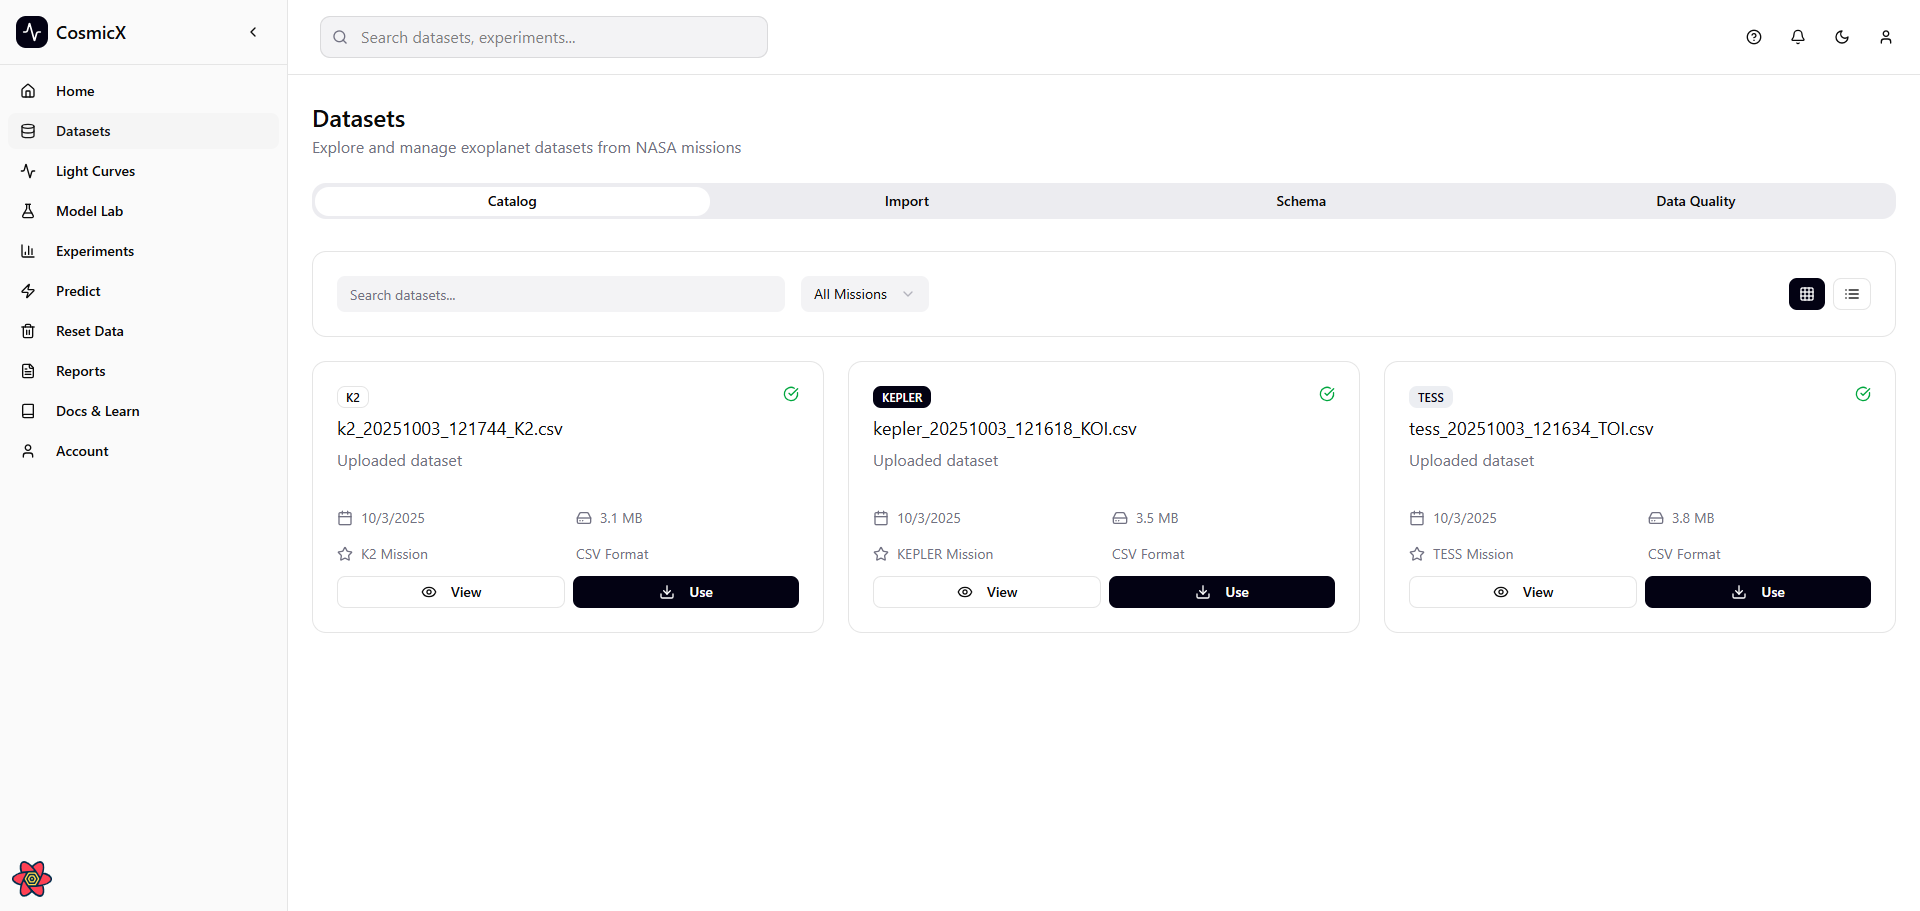 CosmicX
Home
Datasets
Light Curves
Model Lab
Experiments
Predict
Reset Data
Reports
Docs & Learn
Account
Search datasets, experiments...
Datasets
Explore and manage exoplanet datasets from NASA missions
Catalog Import Schema Data Quality
Search datasets... All Missions
K2
k2_20251003_121744_K2.csv
Uploaded dataset
10/3/2025 3.1 MB
K2 Mission CSV Format
View Use
KEPLER
kepler_20251003_121618_KOI.csv
Uploaded dataset
10/3/2025 3.5 MB
KEPLER Mission CSV Format
View Use
TESS
tess_20251003_121634_TOI.csv
Uploaded dataset
10/3/2025 3.8 MB
TESS Mission CSV Format
View Use